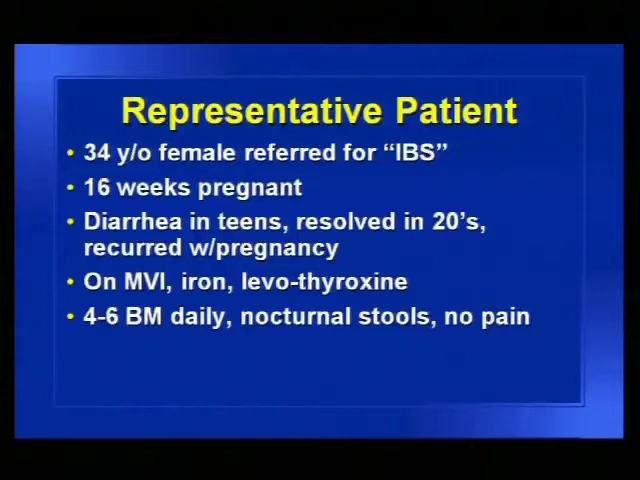 Representative Patient
• 34 y/o female referred for “IBS”
• 16 weeks pregnant
• Diarrhea in teens, resolved in 20’s,
recurred w/pregnancy
• On MVI, iron, levo-thyroxine
• 4-6 BM daily, nocturnal stools, no pain